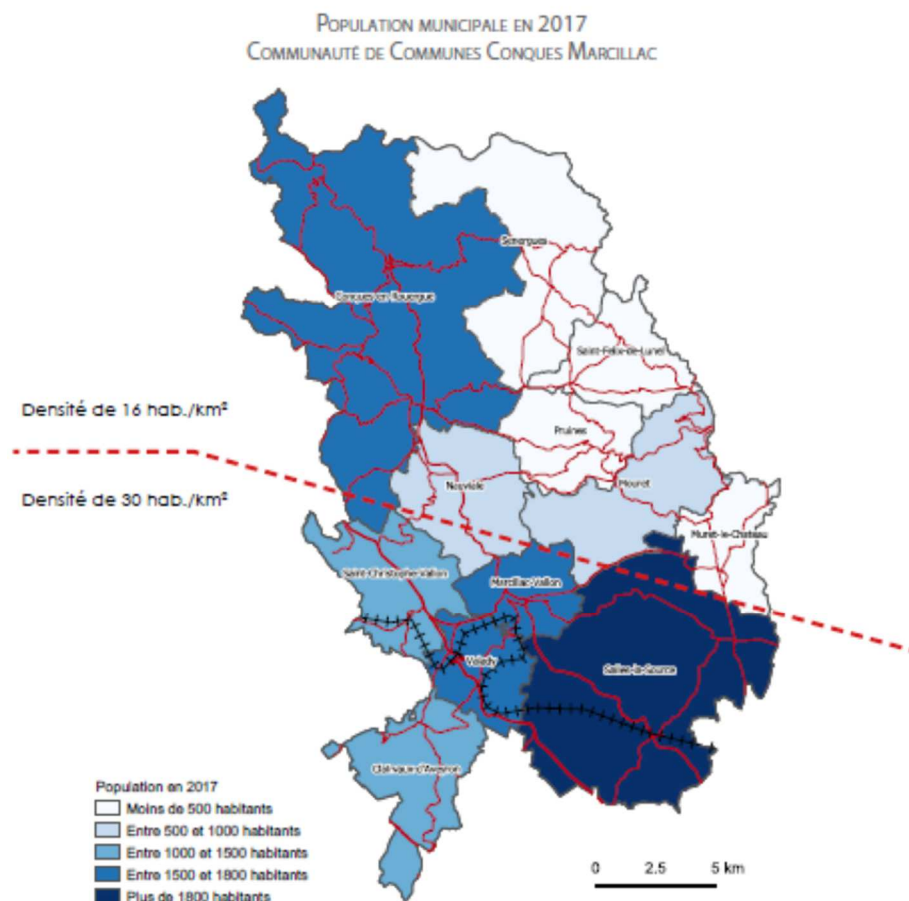 POPULATION MUNICIPALE EN 2017
COMMUNAUTÉ DE COMMUNES CONQUES MARCILLAC
Sénergues
Conques en Rouergue
Saint-Félix-de-Lunel
Densité de 16 hab./km²
Pruines
Densité de 30 hab./km²
Nauviale
Mouret
Muret-le-Château
Saint-Christophe-Vallon
Marcillac-Vallon
Valady
Salles-la-Source
Clairvaux-d'Aveyron
Population en 2017
Moins de 500 habitants
Entre 500 et 1000 habitants
Entre 1000 et 1500 habitants
Entre 1500 et 1800 habitants
Plus de 1800 habitants
0 2.5 5 km